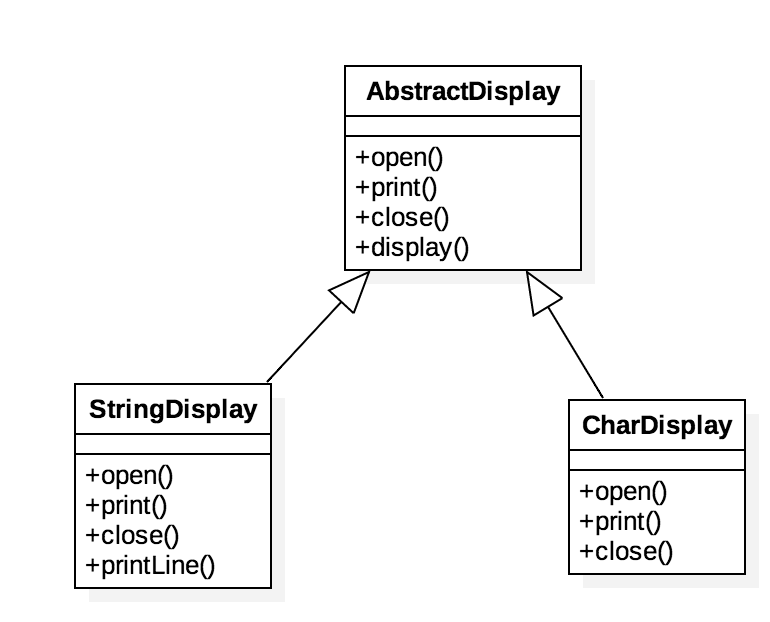 AbstractDisplay
+open()
+print()
+close()
+display()
StringDisplay
+open()
+print()
+close()
+printLine()
CharDisplay
+open()
+print()
+close()